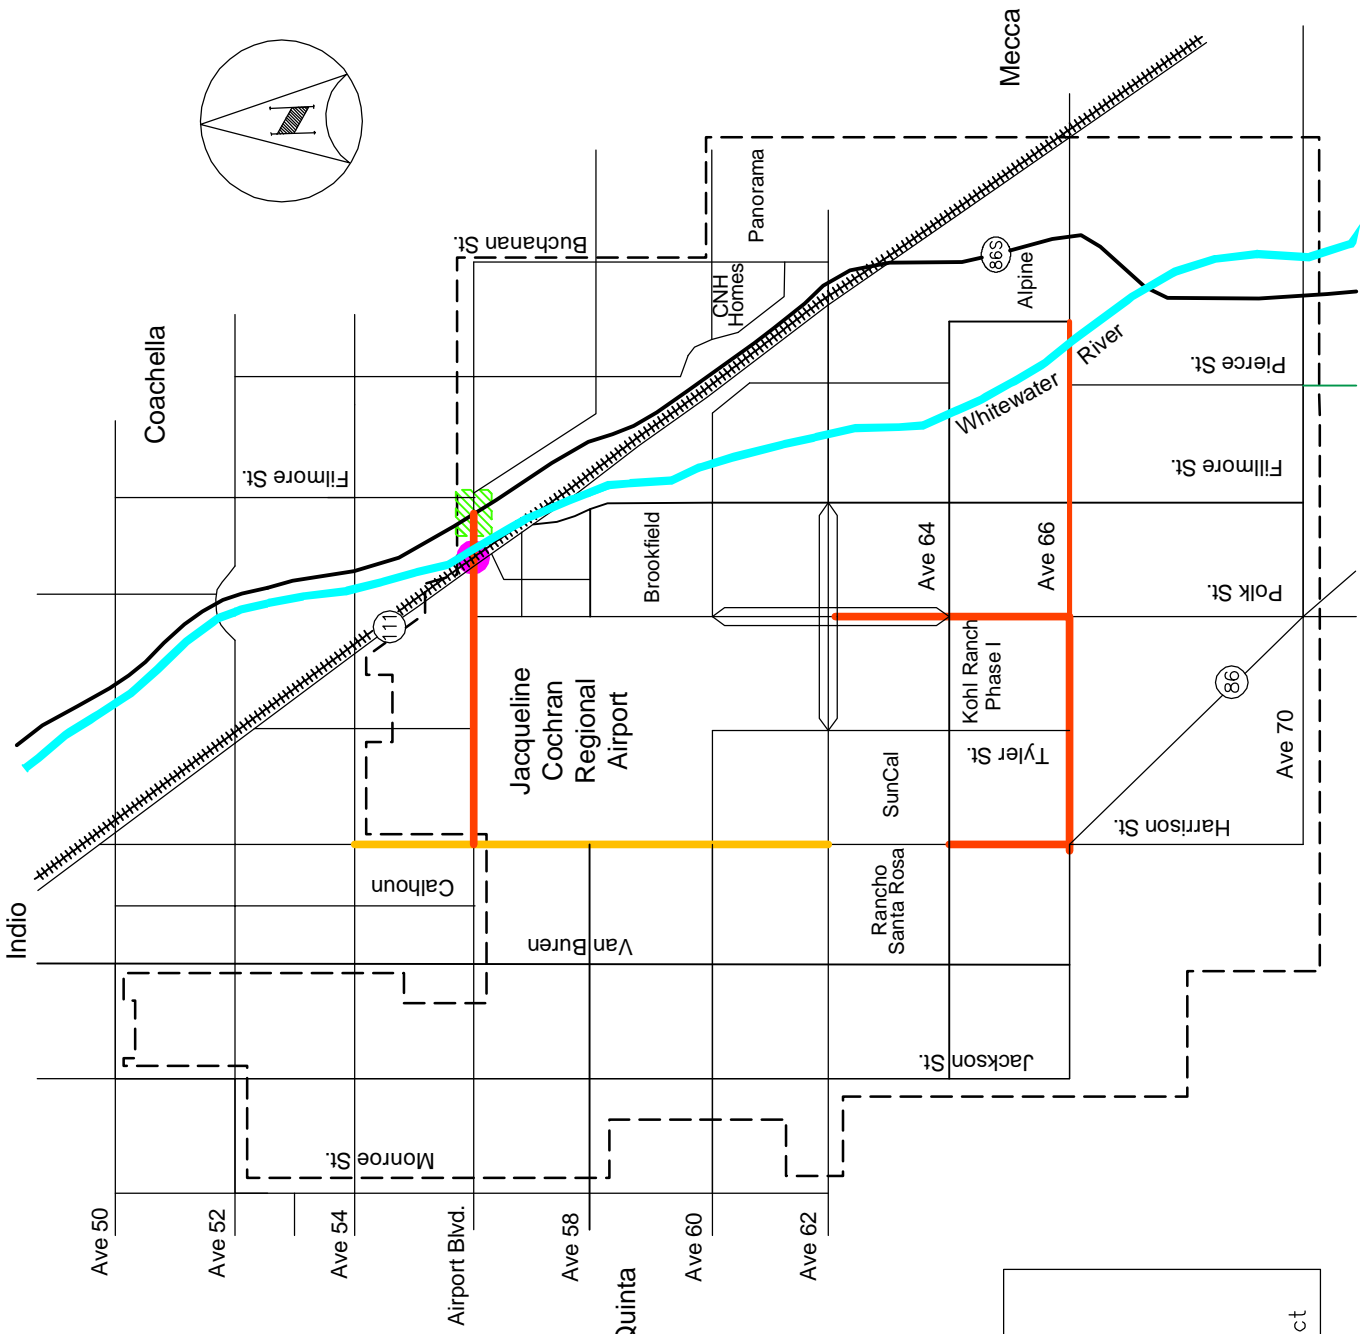 Mecca
Coachella
Indio
Quinta
Buchanan St.
Panorama
CNH
Homes
86S
Alpine
Whitewater
River
Pierce St.
Filmore St.
Fillmore St.
Brookfield
Ave 64
Ave 66
Polk St.
111
Jacqueline
Cochran
Regional
Airport
Kohl Ranch
Phase I
Tyler St.
86
Ave 70
SunCal
Harrison St.
Rancho
Santa Rosa
Calhoun
Van Buren
Jackson St.
Monroe St.
Ave 50
Ave 52
Ave 54
Airport Blvd.
Ave 58
Ave 60
Ave 62
N
ct